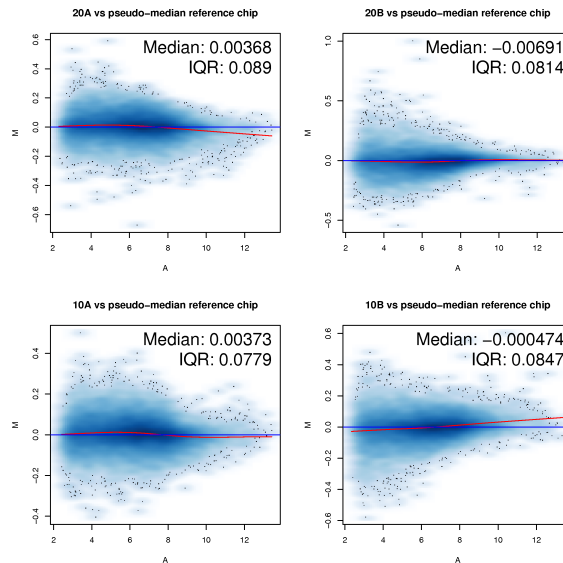 20A vs pseudo−median reference chip
Median: 0.00368
IQR: 0.089
0.6
0.4
0.2
0.0
−0.2
−0.4
−0.6
M
2 4 6 8 10 12
A
20B vs pseudo−median reference chip
Median: −0.00691
IQR: 0.0814
1.0
0.5
0.0
−0.5
M
2 4 6 8 10 12
A
10A vs pseudo−median reference chip
Median: 0.00373
IQR: 0.0779
0.4
0.2
0.0
−0.2
−0.4
M
2 4 6 8 10 12
A
10B vs pseudo−median reference chip
Median: −0.000474
IQR: 0.0847
0.6
0.4
0.2
0.0
−0.2
−0.4
−0.6
M
2 4 6 8 10 12
A